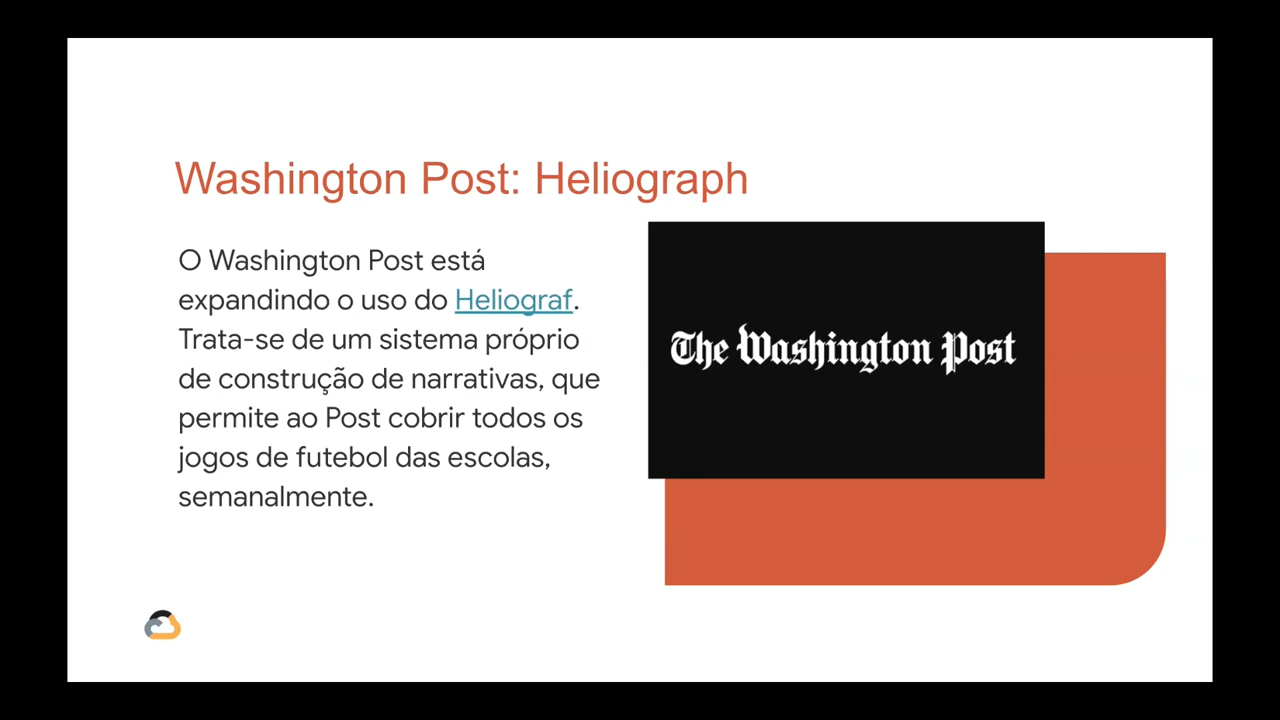 Washington Post: Heliograph
O Washington Post está
expandindo o uso do Heliograf.
Trata-se de um sistema próprio
de construção de narrativas, que
permite ao Post cobrir todos os
jogos de futebol das escolas,
semanalmente.
The Washington Post